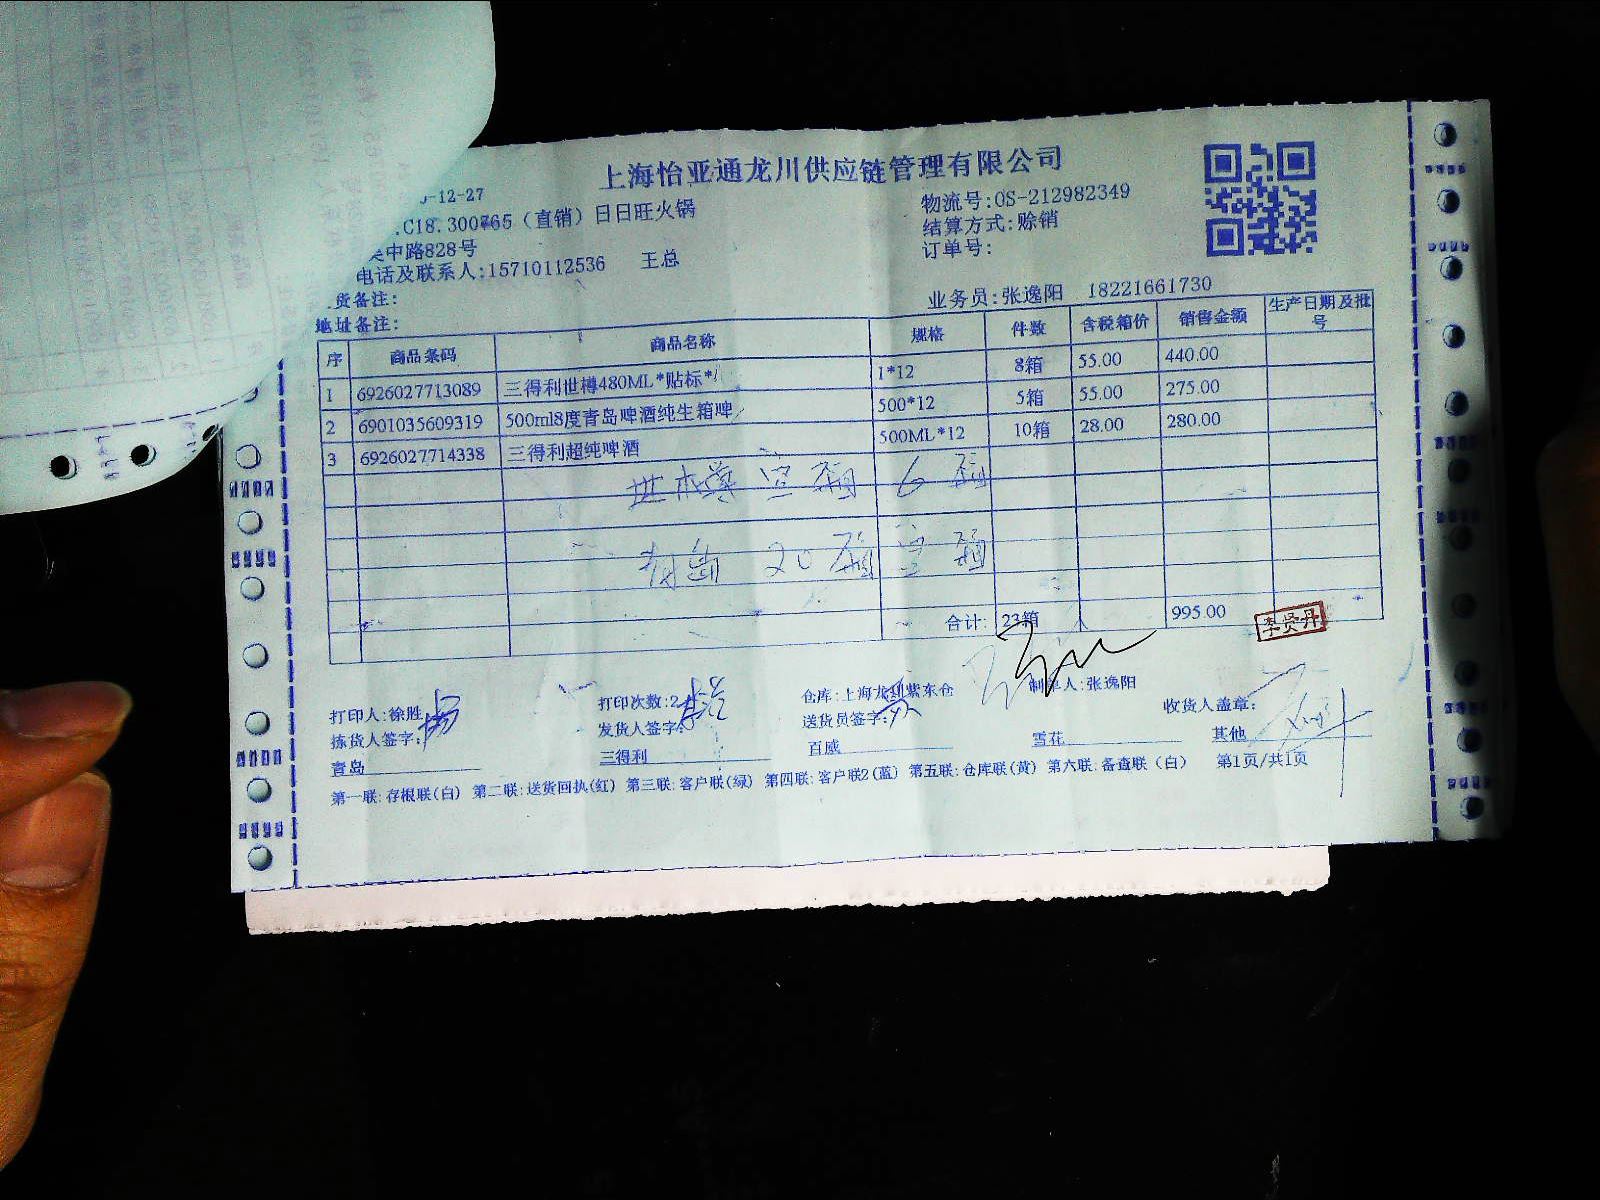 上海怡亚通龙川供应链管理有限公司
-12-27
.C18.300765（直销）日日旺火锅
物流号:OS-212982349
中路828号
结算方式:赊销
电话及联系人:15710112536 王总
订单号:
货备注:
业务员:张逸阳 18221661730
地址备注:
序 商品条码 商品名称 规格 件数 含税箱价 销售金额 生产日期及批号
1 6926027713089 三得利世樽480ML*贴标*/ 1*12 8箱 55.00 440.00
2 6901035609319 500ml8度青岛啤酒纯生箱啤 500*12 5箱 55.00 275.00
3 6926027714338 三得利超纯啤酒 500ML*12 10箱 28.00 280.00
空箱 6 箱
青岛 20 箱 空箱
合计: 23箱 995.00
李贤丹
打印人:徐胜 打印次数:2 仓库:上海龙川紫东仓 制单人:张逸阳
拣货人签字: 发货人签字: 送货员签字: 收货人盖章:
青岛 三得利 百威 雪花 其他
第一联:存根联(白) 第二联:送货回执(红) 第三联:客户联(绿) 第四联:客户联2(蓝) 第五联:仓库联(黄) 第六联:备查联（白） 第1页/共1页